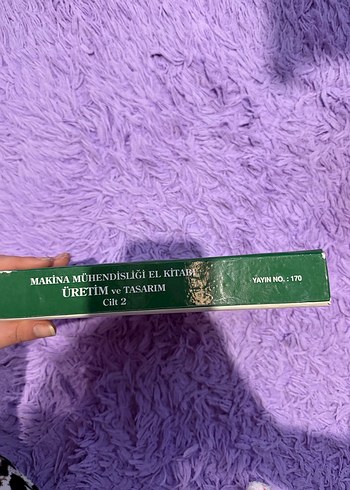 MAKİNA MÜHENDİSLİĞİ EL KİTABI
ÜRETİM ve TASARIM
Cilt 2
YAYIN NO. : 170